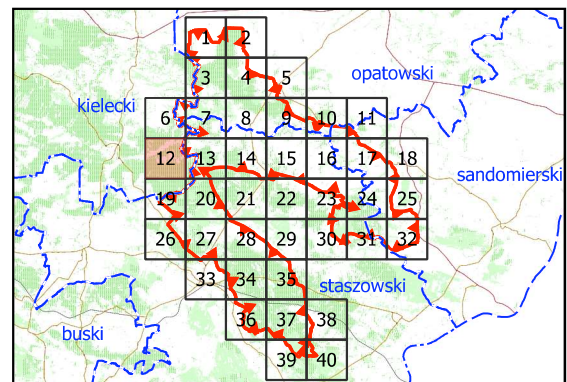 1 2
3 4 5
opatowski
kielecki
6 7 8 9 10 11
12 13 14 15 16 17 18
sandomierski
19 20 21 22 23 24 25
26 27 28 29 30 31 32
33 34 35
staszowski
buski
36 37 38
39 40